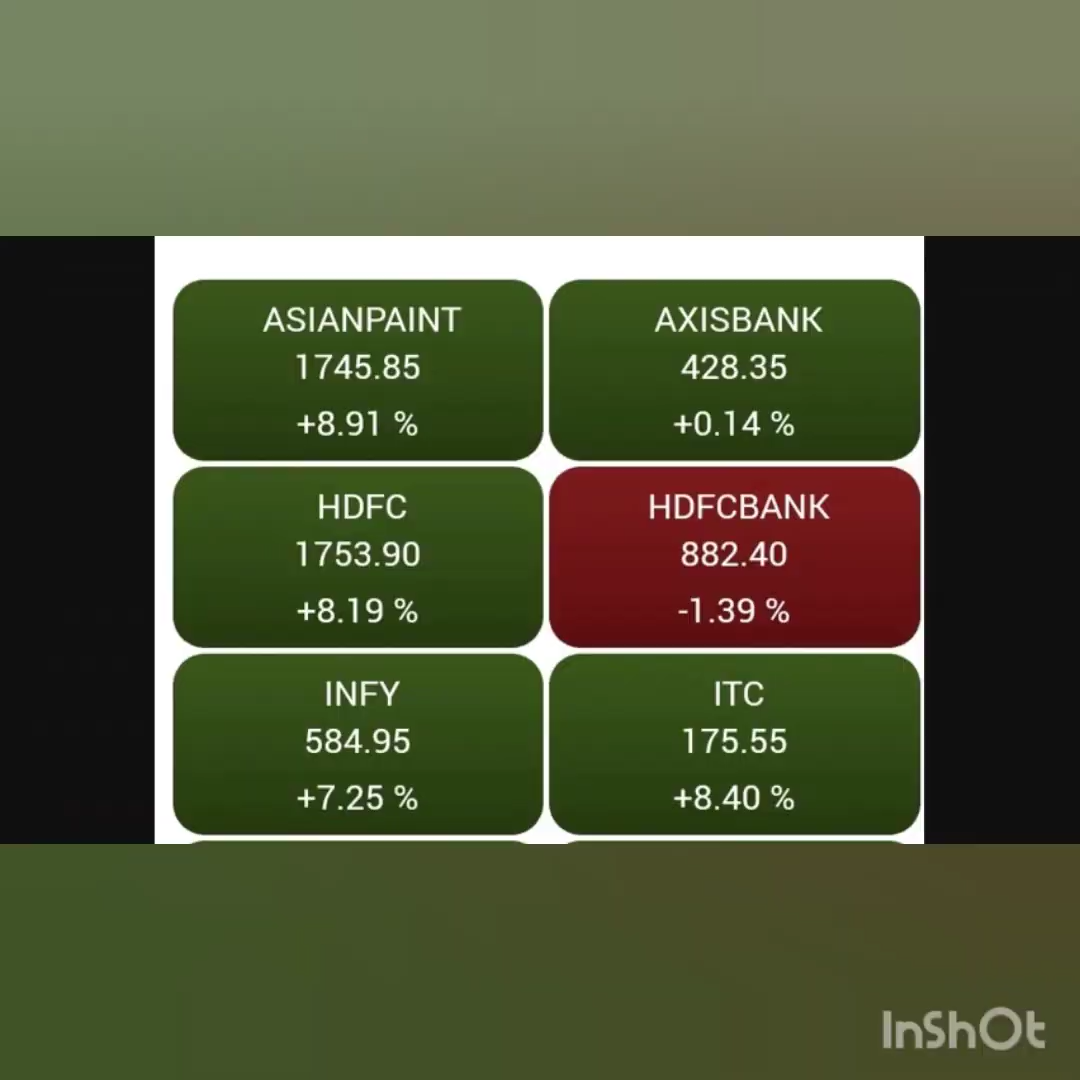 ASIANPAINT
1745.85
+8.91 %
AXISBANK
428.35
+0.14 %
HDFC
1753.90
+8.19 %
HDFCBANK
882.40
-1.39 %
INFY
584.95
+7.25 %
ITC
175.55
+8.40 %
InShOt